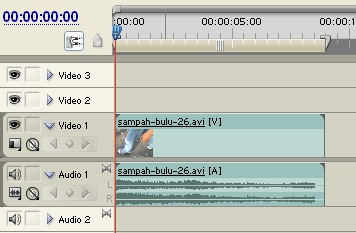 00:00:00:00
:00:00
00:00:05:00
00:00:1
Video 3
Video 2
Video 1
sampah-bulu-26.avi [V]
Audio 1
L
R
sampah-bulu-26.avi [A]
Audio 2